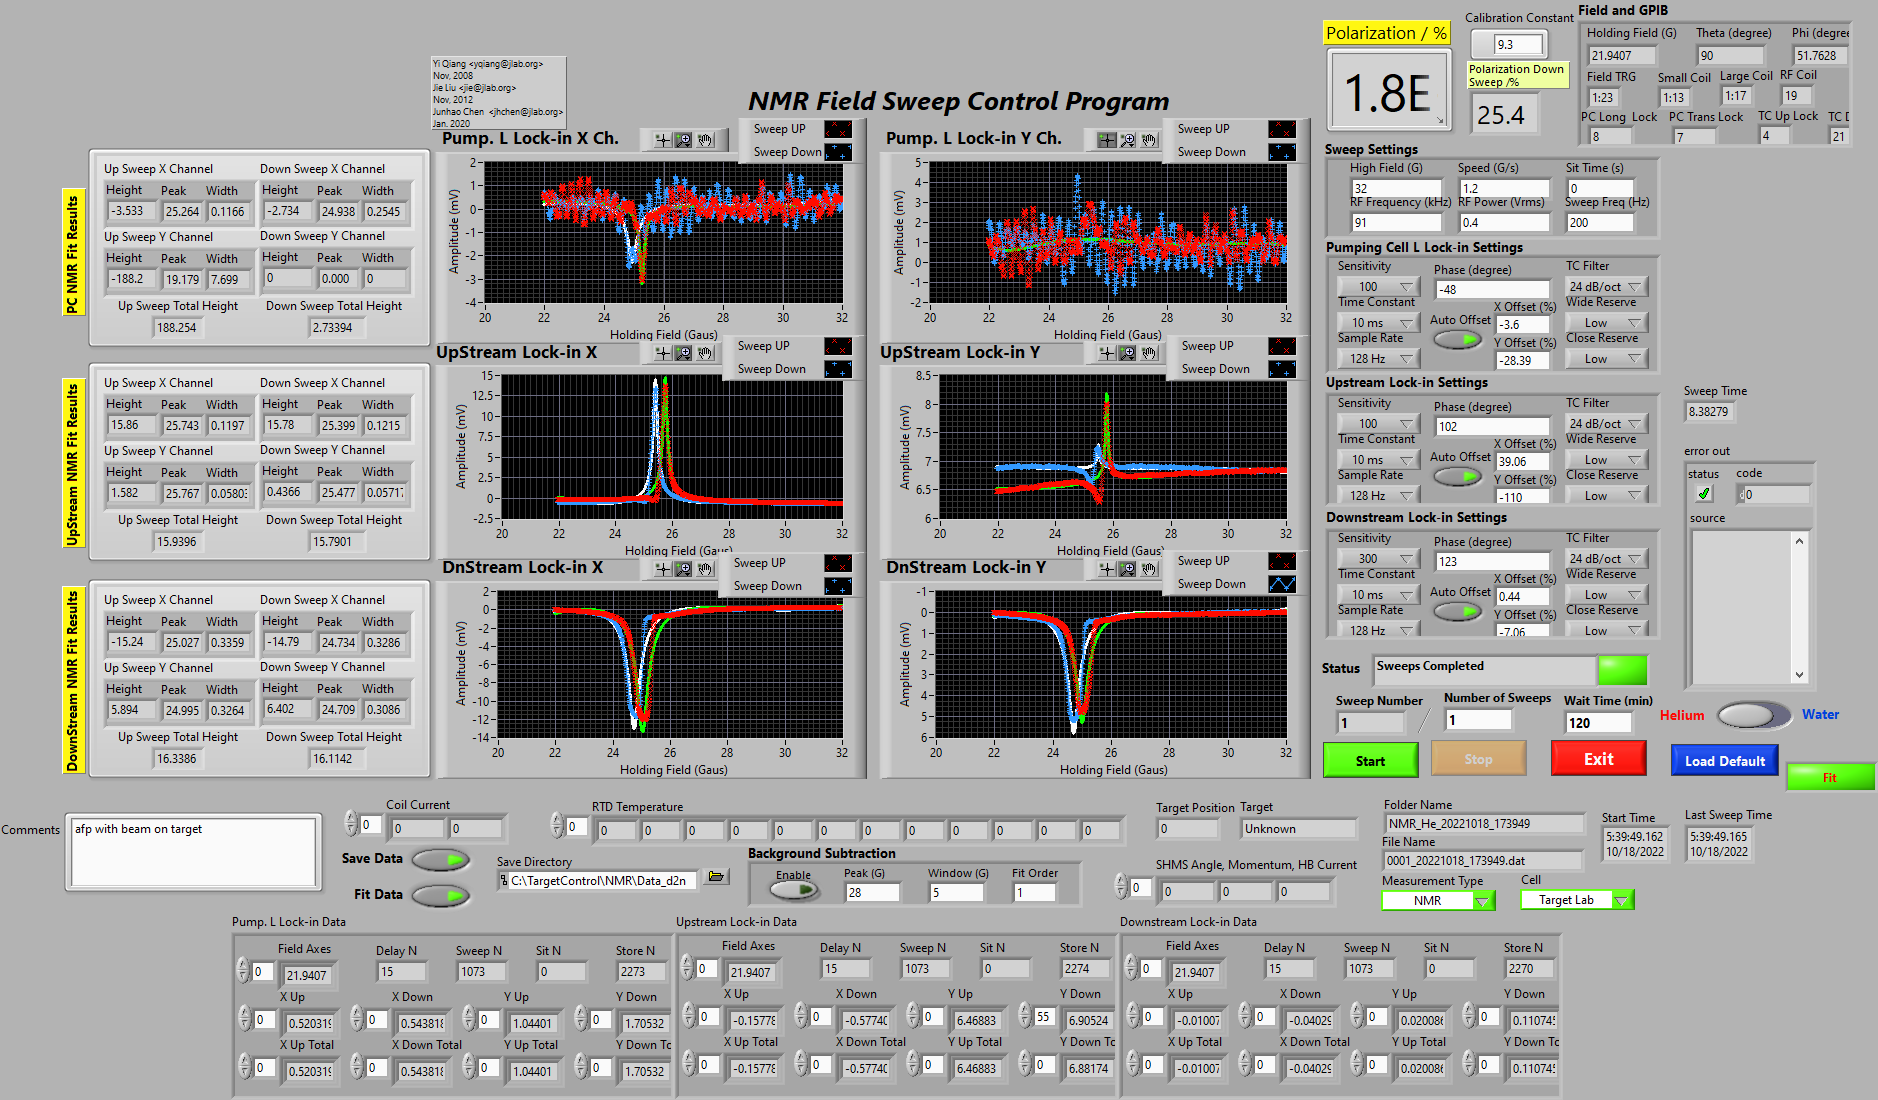 Yi Qiang <yqiang@jlab.org>
Nov, 2008
Jie Liu <jie@jlab.org>
Nov, 2012
Junhao Chen <jhchen@jlab.org>
Jan. 2020
NMR Field Sweep Control Program
Polarization / %
1.8E
Calibration Constant
9.3
Polarization Down
Sweep /%
25.4
Field and GPIB
Holding Field (G) Theta (degree) Phi (degree
21.9407 90 51.7628
Field TRG Small Coil Large Coil RF Coil
1:23 1:13 1:17 19
PC Long Lock PC Trans Lock TC Up Lock TC D
8 7 4 21
PC NMR Fit Results
Up Sweep X Channel Down Sweep X Channel
Height Peak Width Height Peak Width
-3.533 25.264 0.1166 -2.734 24.938 0.2545
Up Sweep Y Channel Down Sweep Y Channel
Height Peak Width Height Peak Width
-188.2 19.179 7.699 0 0.000 0
Up Sweep Total Height Down Sweep Total Height
188.254 2.73394
Pump. L Lock-in X Ch.
Sweep UP
Sweep Down
Amplitude (mV)
2 1 0 -1 -2 -3 -4
20 22 24 26 28 30 32
Holding Field (Gaus)
Pump. L Lock-in Y Ch.
Sweep UP
Sweep Down
Amplitude (mV)
5 4 3 2 1 0 -1 -2
20 22 24 26 28 30 32
Holding Field (Gaus)
UpStream NMR Fit Results
Up Sweep X Channel Down Sweep X Channel
Height Peak Width Height Peak Width
15.86 25.743 0.1197 15.78 25.399 0.1215
Up Sweep Y Channel Down Sweep Y Channel
Height Peak Width Height Peak Width
1.582 25.767 0.0580 0.4366 25.477 0.05717
Up Sweep Total Height Down Sweep Total Height
15.9396 15.7901
UpStream Lock-in X
Sweep UP
Sweep Down
Amplitude (mV)
15 12.5 10 7.5 5 2.5 0 -2.5
20 22 24 26 28 30 32
Holding Field (Gaus)
UpStream Lock-in Y
Sweep UP
Sweep Down
Amplitude (mV)
8.5 8 7.5 7 6.5 6
20 22 24 26 28 30 32
Holding Field (Gaus)
DownStream NMR Fit Results
Up Sweep X Channel Down Sweep X Channel
Height Peak Width Height Peak Width
-15.24 25.027 0.3359 -14.79 24.734 0.3286
Up Sweep Y Channel Down Sweep Y Channel
Height Peak Width Height Peak Width
5.894 24.995 0.3264 6.402 24.709 0.3086
Up Sweep Total Height Down Sweep Total Height
16.3386 16.1142
DnStream Lock-in X
Sweep UP
Sweep Down
Amplitude (mV)
2 0 -2 -4 -6 -8 -10 -12 -14
20 22 24 26 28 30 32
Holding Field (Gaus)
DnStream Lock-in Y
Sweep UP
Sweep Down
Amplitude (mV)
-1 0 1 2 3 4 5 6
20 22 24 26 28 30 32
Holding Field (Gaus)
Sweep Settings
High Field (G) Speed (G/s) Sit Time (s)
32 1.2 0
RF Frequency (kHz) RF Power (Vrms) Sweep Freq (Hz)
91 0.4 200
Pumping Cell L Lock-in Settings
Sensitivity Phase (degree) TC Filter
100 -48 24 dB/oct
Time Constant X Offset (%) Wide Reserve
10 ms Auto Offset -3.6 Low
Sample Rate Y Offset (%) Close Reserve
128 Hz -28.39 Low
Upstream Lock-in Settings
Sensitivity Phase (degree) TC Filter
100 102 24 dB/oct
Time Constant X Offset (%) Wide Reserve
10 ms Auto Offset 39.06 Low
Sample Rate Y Offset (%) Close Reserve
128 Hz -110 Low
Downstream Lock-in Settings
Sensitivity Phase (degree) TC Filter
300 123 24 dB/oct
Time Constant X Offset (%) Wide Reserve
10 ms Auto Offset 0.44 Low
Sample Rate Y Offset (%) Close Reserve
128 Hz -7.06 Low
Sweep Time
8.38279
error out
status code
0
source
Status Sweeps Completed
Sweep Number Number of Sweeps Wait Time (min)
1 / 1 120
Helium Water
Start Stop Exit Load Default Fit
Comments afp with beam on target
Coil Current
0 0 0
Save Data
Fit Data
RTD Temperature
0 0 0 0 0 0 0 0 0 0 0 0 0
Save Directory
C:\TargetControl\NMR\Data_d2n
Background Subtraction
Enable Peak (G) Window (G) Fit Order
28 5 1
Target Position Target
0 Unknown
SHMS Angle, Momentum, HB Current
0 0 0 0
Folder Name
NMR_He_20221018_173949
File Name
0001_20221018_173949.dat
Measurement Type Cell
NMR Target Lab
Start Time Last Sweep Time
5:39:49.162 5:39:49.165
10/18/2022 10/18/2022
Pump. L Lock-in Data
Field Axes Delay N Sweep N Sit N Store N
0 21.9407 15 1073 0 2273
X Up X Down Y Up Y Down
0 0.520319 0 0.543818 0 1.04401 0 1.70532
X Up Total X Down Total Y Up Total Y Down To
0 0.520319 0 0.543818 0 1.04401 0 1.70532
Upstream Lock-in Data
Field Axes Delay N Sweep N Sit N Store N
0 21.9407 15 1073 0 2274
X Up X Down Y Up Y Down
0 -0.15778 0 -0.57740 0 6.46883 55 6.90524
X Up Total X Down Total Y Up Total Y Down To
0 -0.15778 0 -0.57740 0 6.46883 0 6.88174
Downstream Lock-in Data
Field Axes Delay N Sweep N Sit N Store N
0 21.9407 15 1073 0 2270
X Up X Down Y Up Y Down
0 -0.01007 0 -0.04029 0 0.020086 0 0.110745
X Up Total X Down Total Y Up Total Y Down To
0 -0.01007 0 -0.04029 0 0.020086 0 0.110745